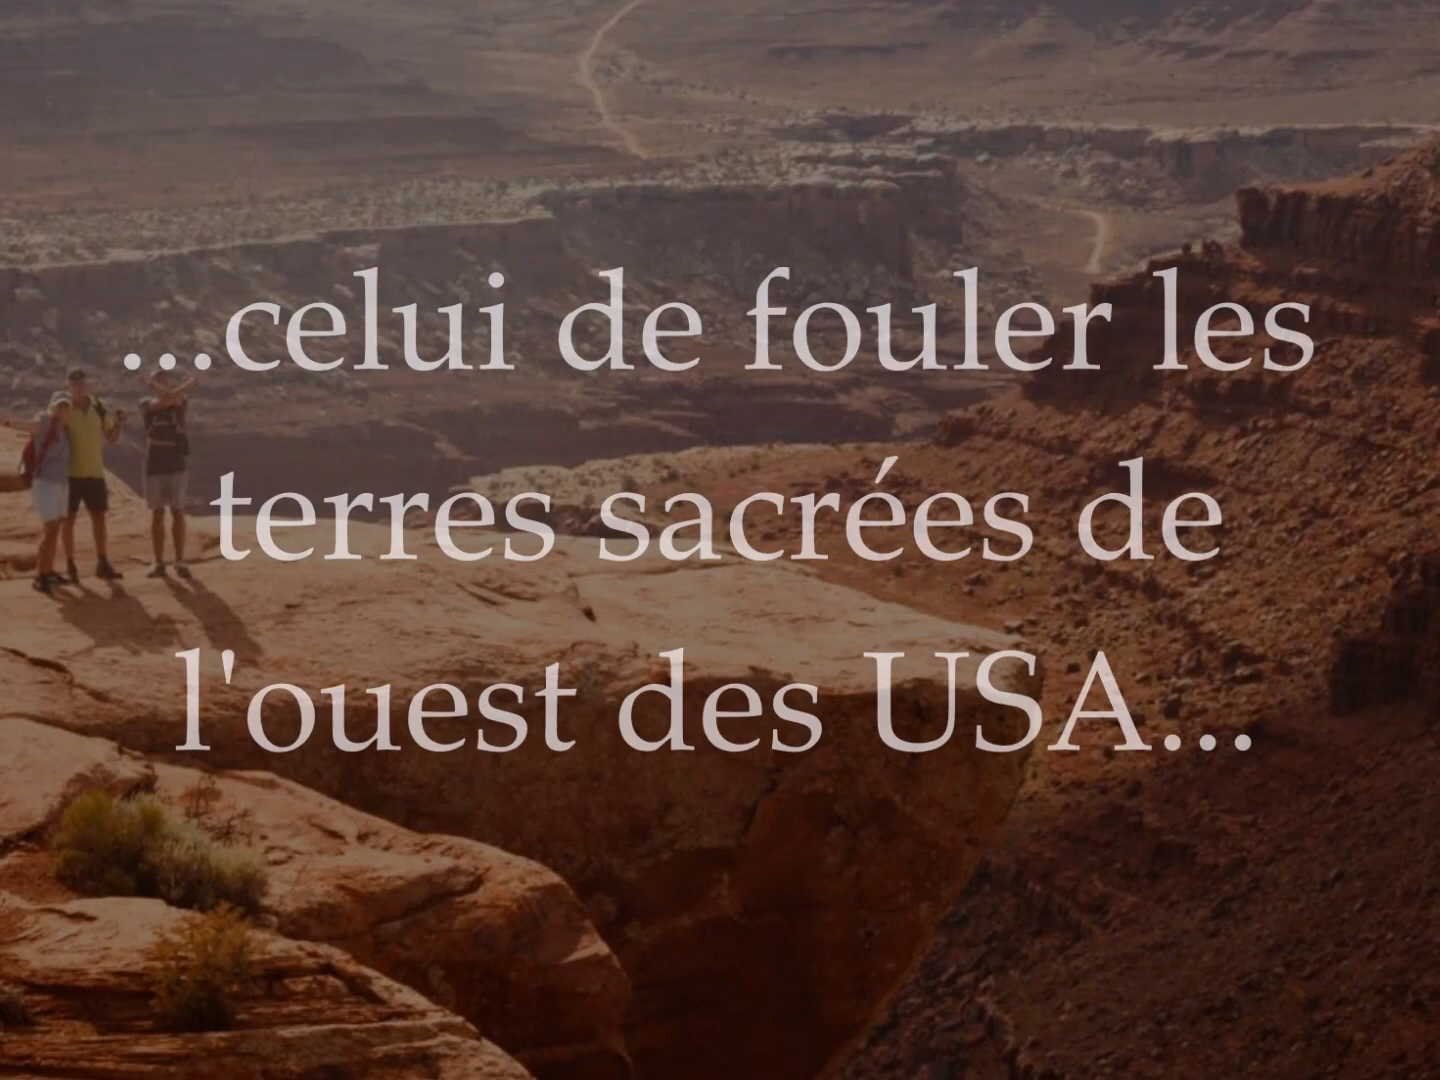 ...celui de fouler les
terres sacrées de
l'ouest des USA...